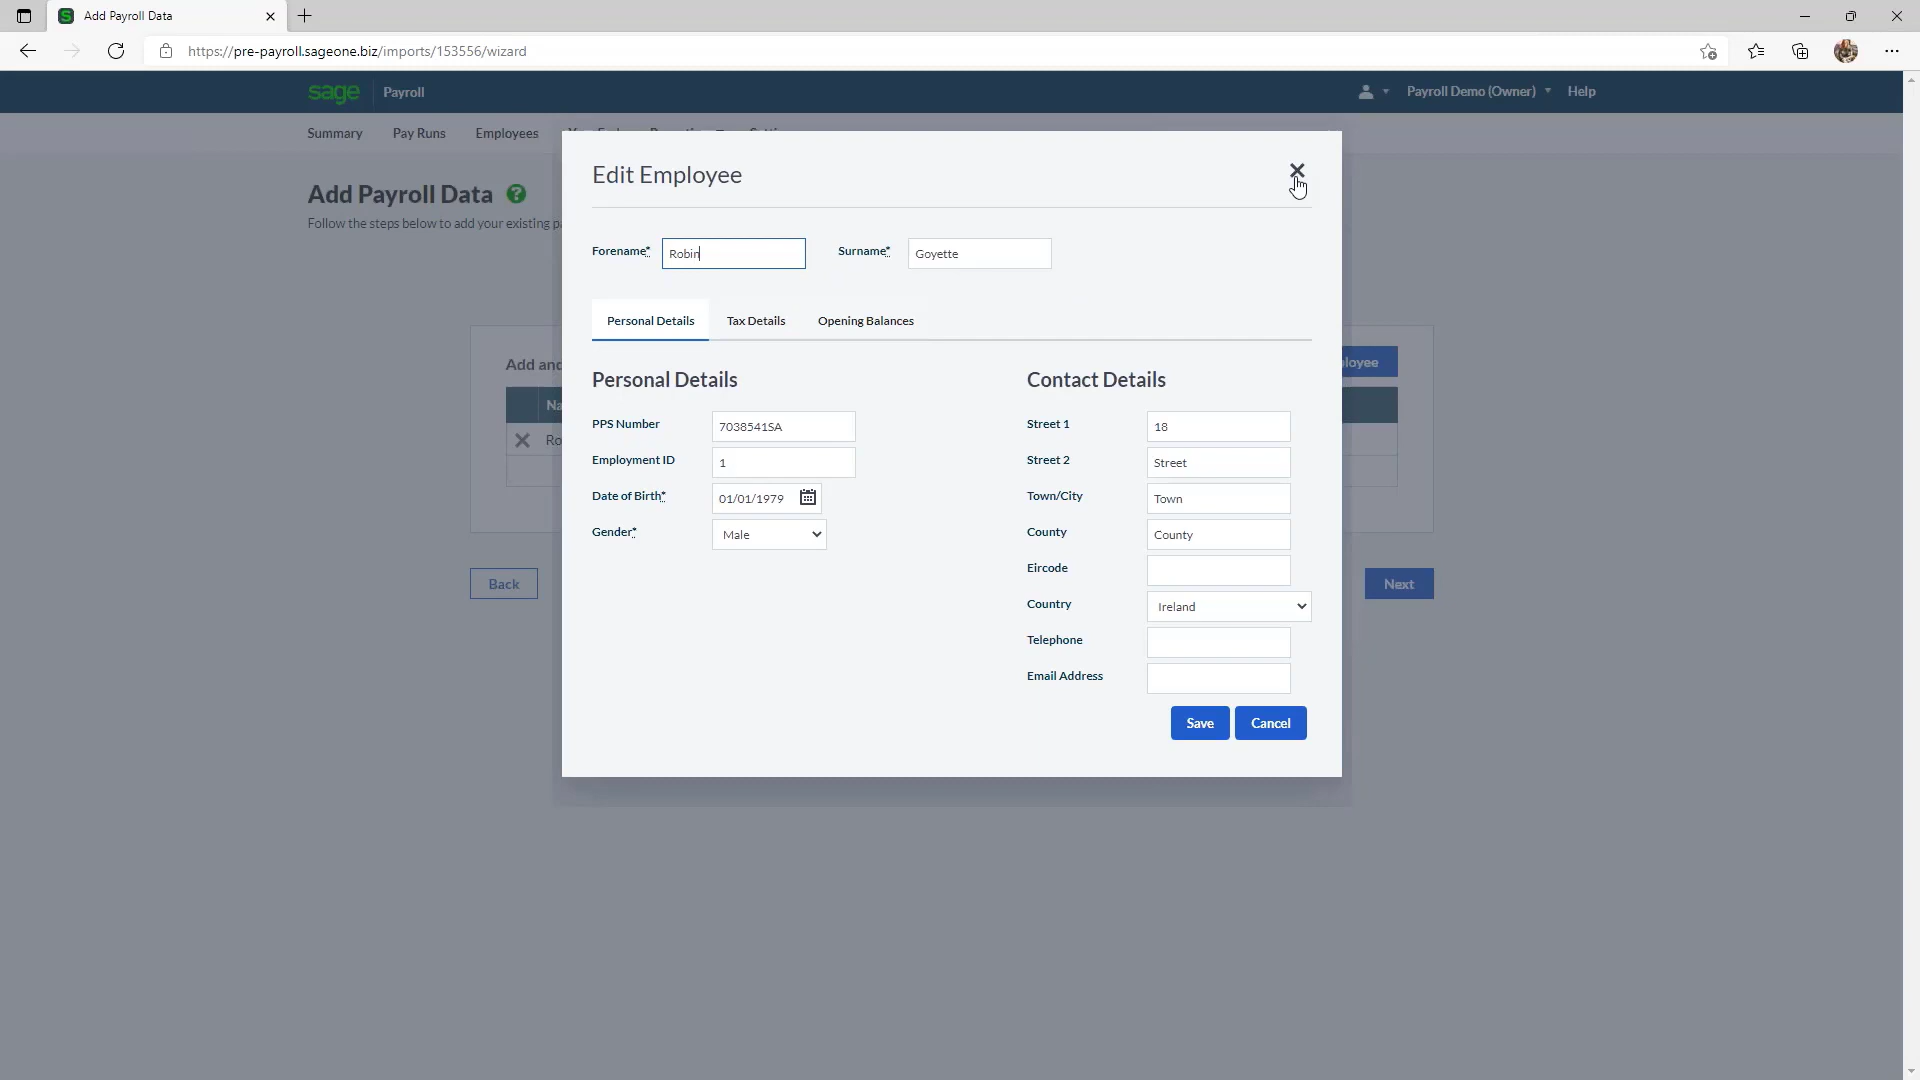 Add Payroll Data
https://pre-payroll.sageone.biz/imports/153556/wizard
sage Payroll
Payroll Demo (Owner) Help
Summary Pay Runs Employees
Add Payroll Data ?
Follow the steps below to add your existing
Edit Employee
Forename* Robin Surname* Goyette
Personal Details Tax Details Opening Balances
Add
Personal Details Contact Details
PPS Number 7038541SA Street 1 18
Employment ID 1 Street 2 Street
Date of Birth* 01/01/1979 Town/City Town
Gender* Male County County
Eircode
Country Ireland
Telephone
Email Address
Save Cancel
Back Next